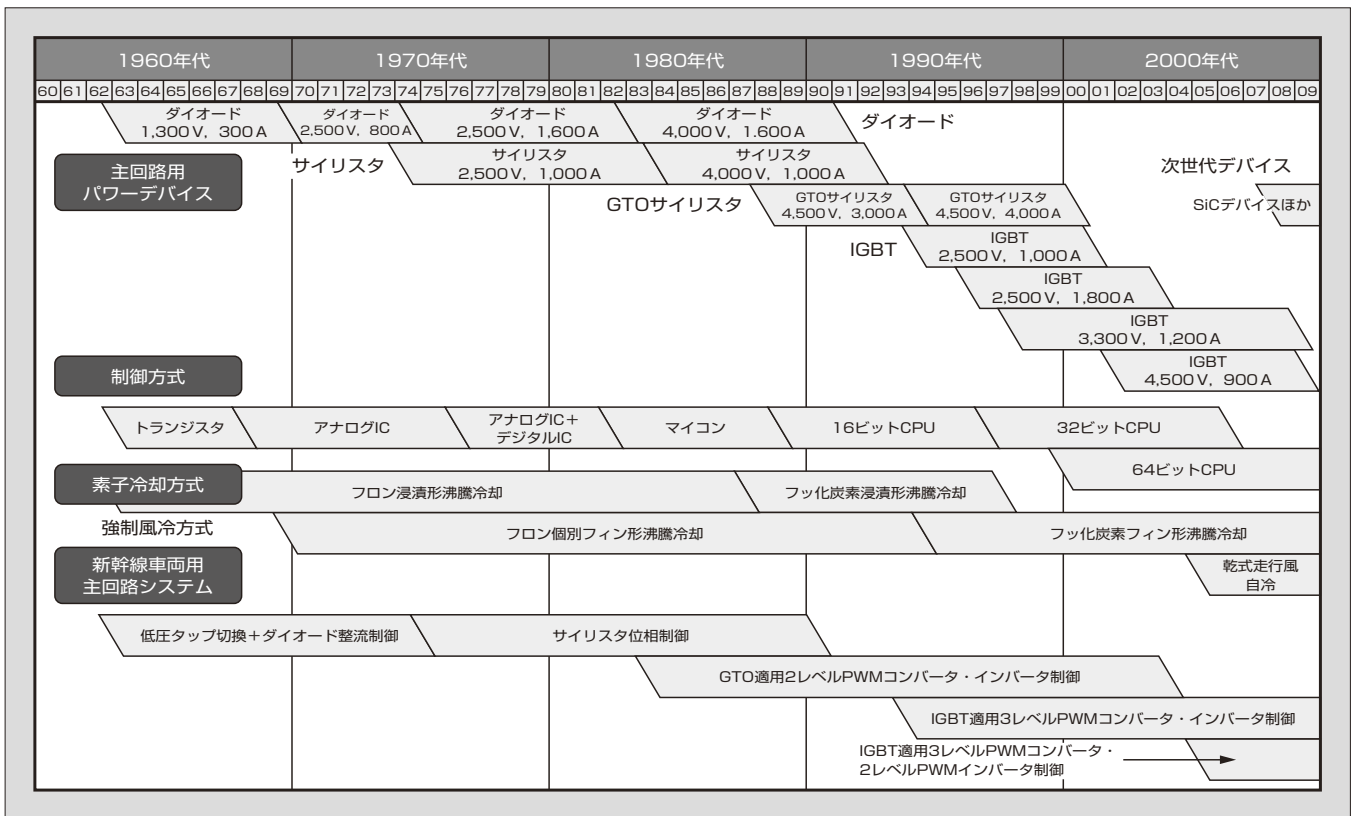 1960年代 1970年代 1980年代 1990年代 2000年代
60 61 62 63 64 65 66 67 68 69 70 71 72 73 74 75 76 77 78 79 80 81 82 83 84 85 86 87 88 89 90 91 92 93 94 95 96 97 98 99 00 01 02 03 04 05 06 07 08 09
主回路用
パワーデバイス
ダイオード
1,300V, 300A
ダイオード
2,500V, 800A
ダイオード
2,500V, 1,600A
ダイオード
4,000V, 1.600A
ダイオード
サイリスタ
サイリスタ
2,500V, 1,000A
サイリスタ
4,000V, 1,000A
次世代デバイス
GTOサイリスタ
GTOサイリスタ
4,500V, 3,000A
GTOサイリスタ
4,500V, 4,000A
SiCデバイスほか
IGBT
IGBT
2,500V, 1,000A
IGBT
2,500V, 1,800A
IGBT
3,300V, 1,200A
IGBT
4,500V, 900A
制御方式
トランジスタ
アナログIC
アナログIC＋
デジタルIC
マイコン
16ビットCPU
32ビットCPU
64ビットCPU
素子冷却方式
フロン浸漬形沸騰冷却
フッ化炭素浸漬形沸騰冷却
強制風冷方式
フロン個別フィン形沸騰冷却
フッ化炭素フィン形沸騰冷却
乾式走行風
自冷
新幹線車両用
主回路システム
低圧タップ切換＋ダイオード整流制御
サイリスタ位相制御
GTO適用2レベルPWMコンバータ・インバータ制御
IGBT適用3レベルPWMコンバータ・インバータ制御
IGBT適用3レベルPWMコンバータ・
2レベルPWMインバータ制御